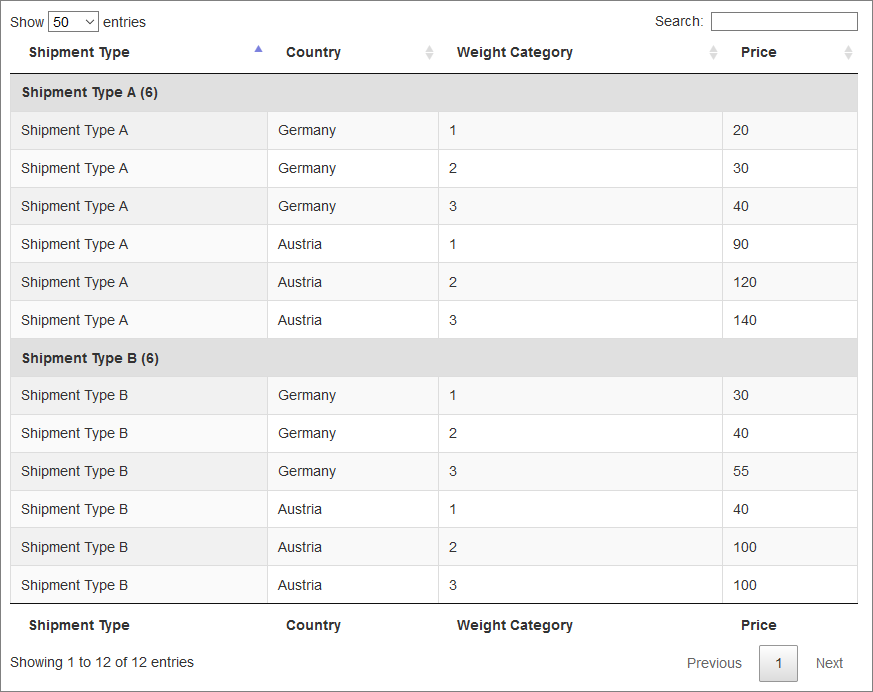 Show 50 entries Search:
Shipment Type Country Weight Category Price
Shipment Type A (6)
Shipment Type A Germany 1 20
Shipment Type A Germany 2 30
Shipment Type A Germany 3 40
Shipment Type A Austria 1 90
Shipment Type A Austria 2 120
Shipment Type A Austria 3 140
Shipment Type B (6)
Shipment Type B Germany 1 30
Shipment Type B Germany 2 40
Shipment Type B Germany 3 55
Shipment Type B Austria 1 40
Shipment Type B Austria 2 100
Shipment Type B Austria 3 100
Shipment Type Country Weight Category Price
Showing 1 to 12 of 12 entries Previous 1 Next